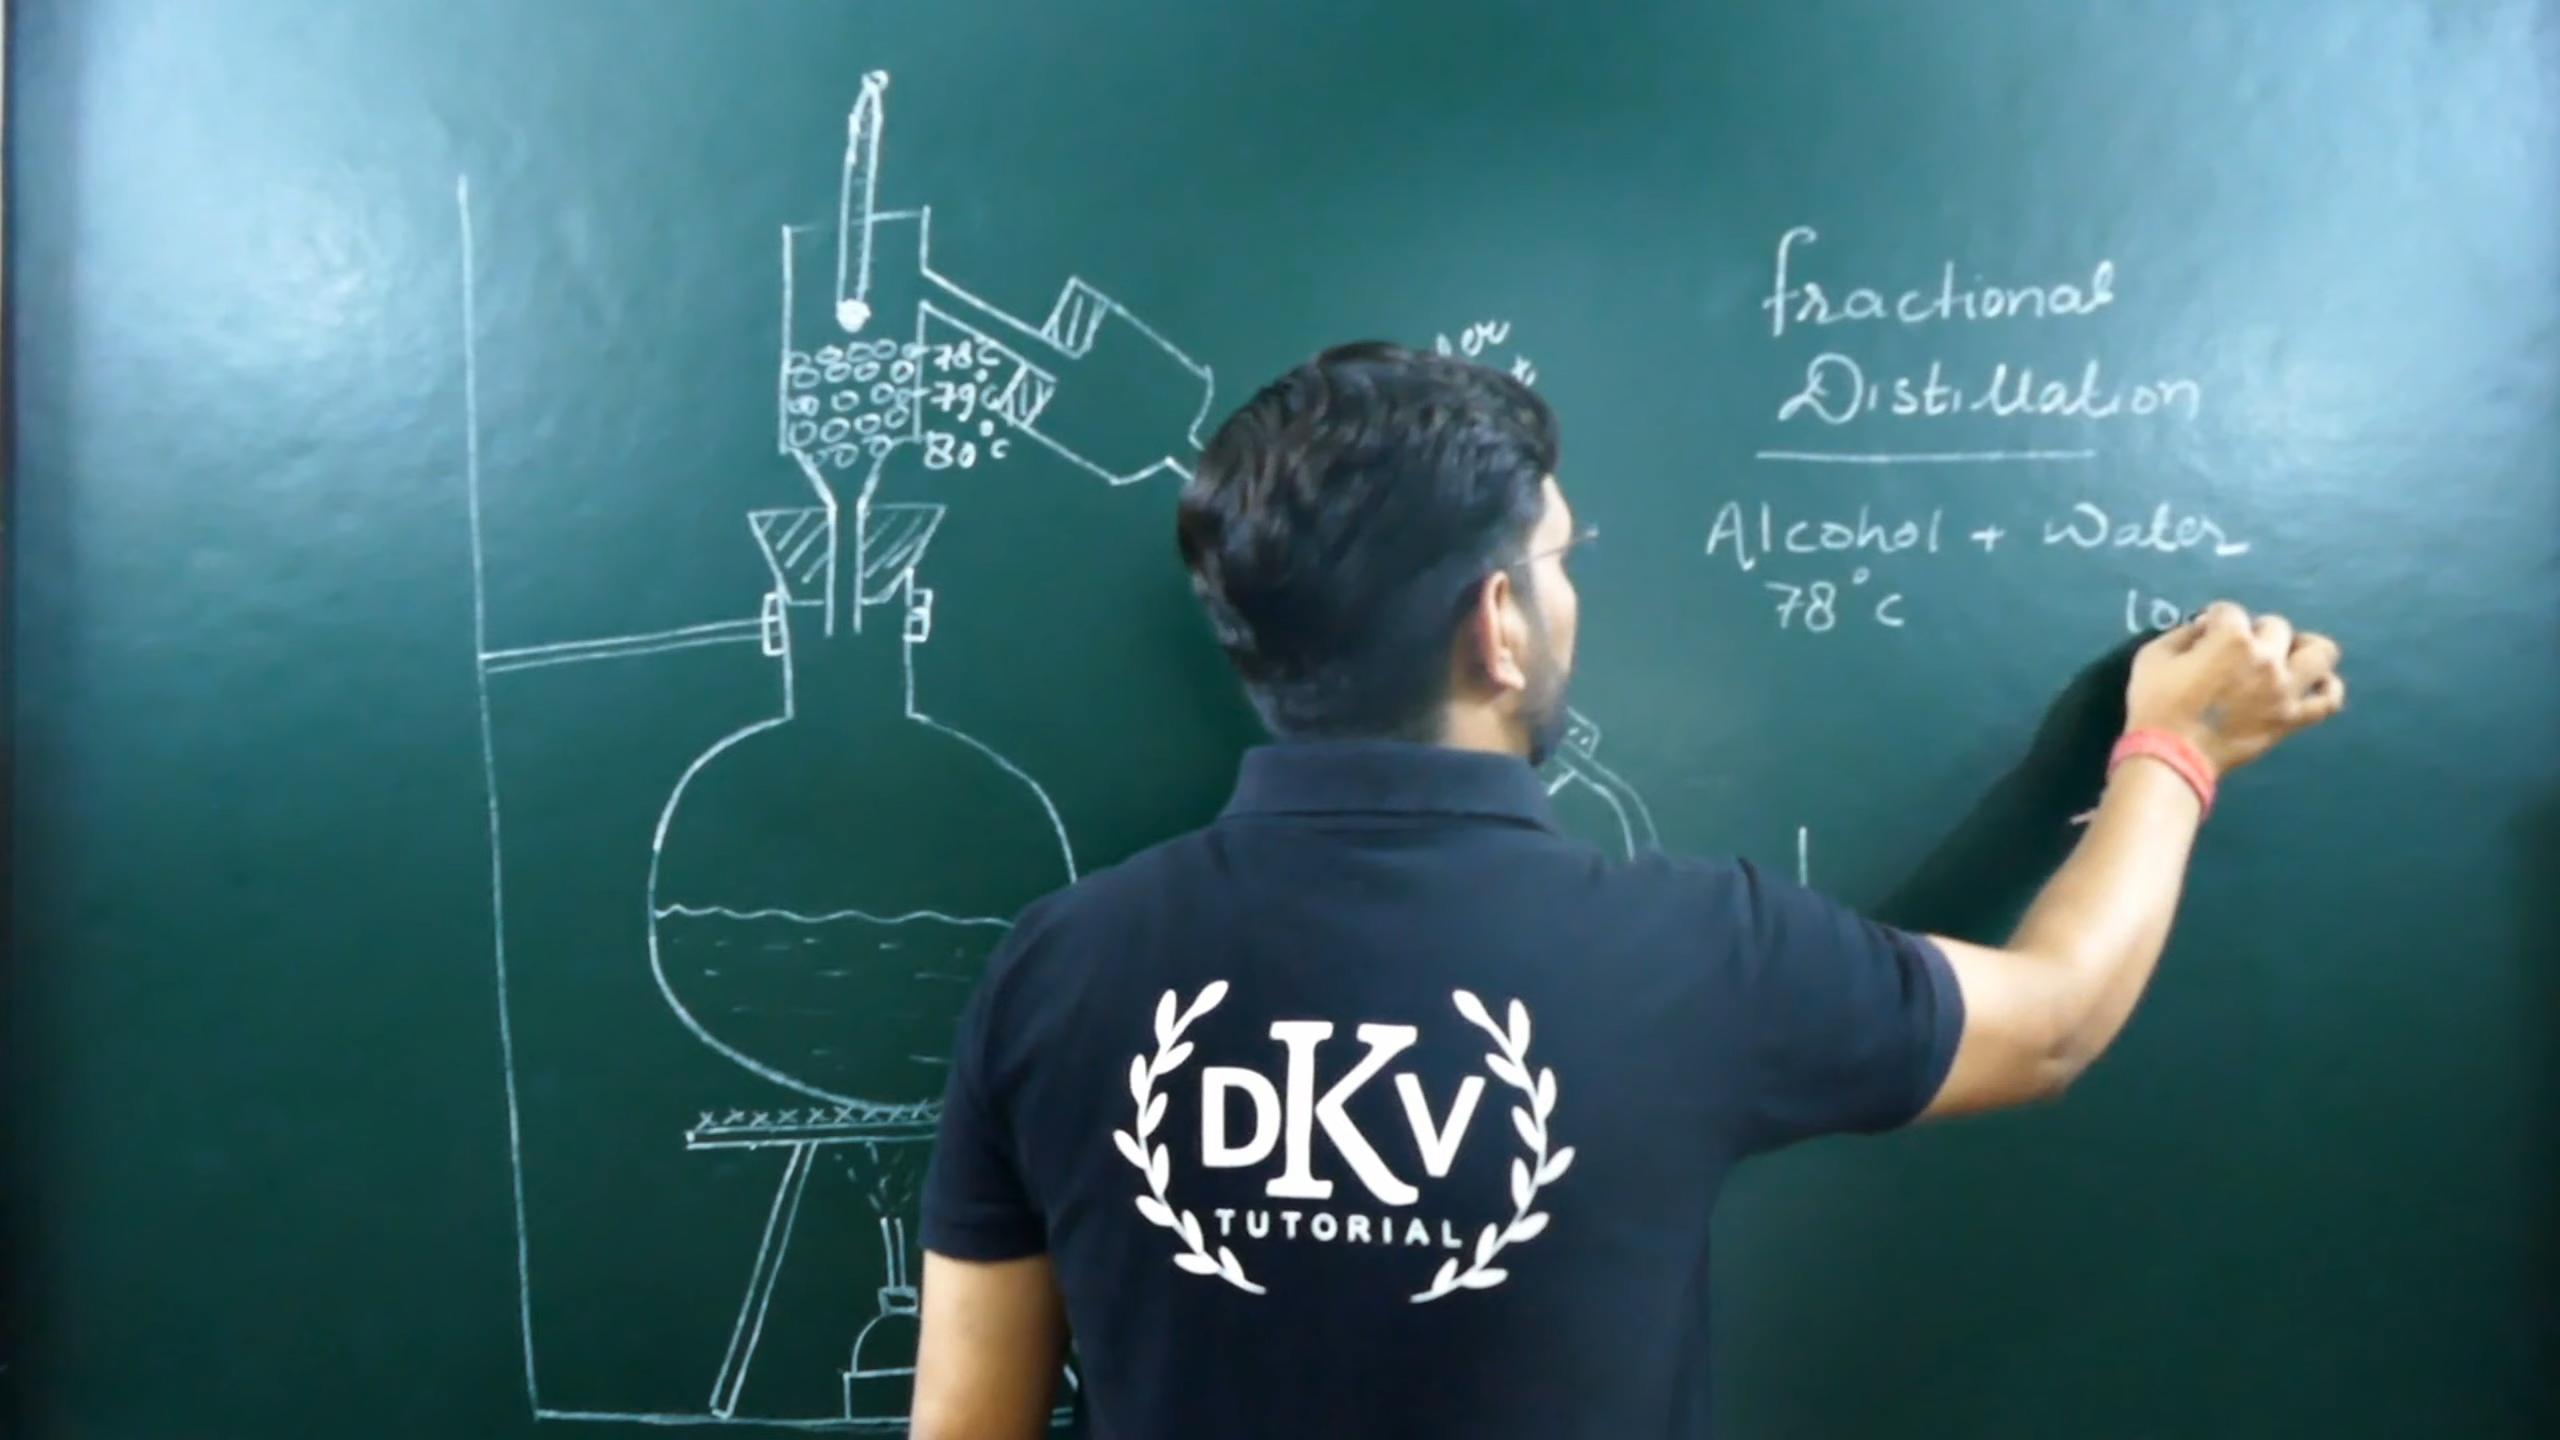 78°C
79°C
80°C
fractional
Distillation
Alcohol + Water
78°C
DKV
TUTORIAL